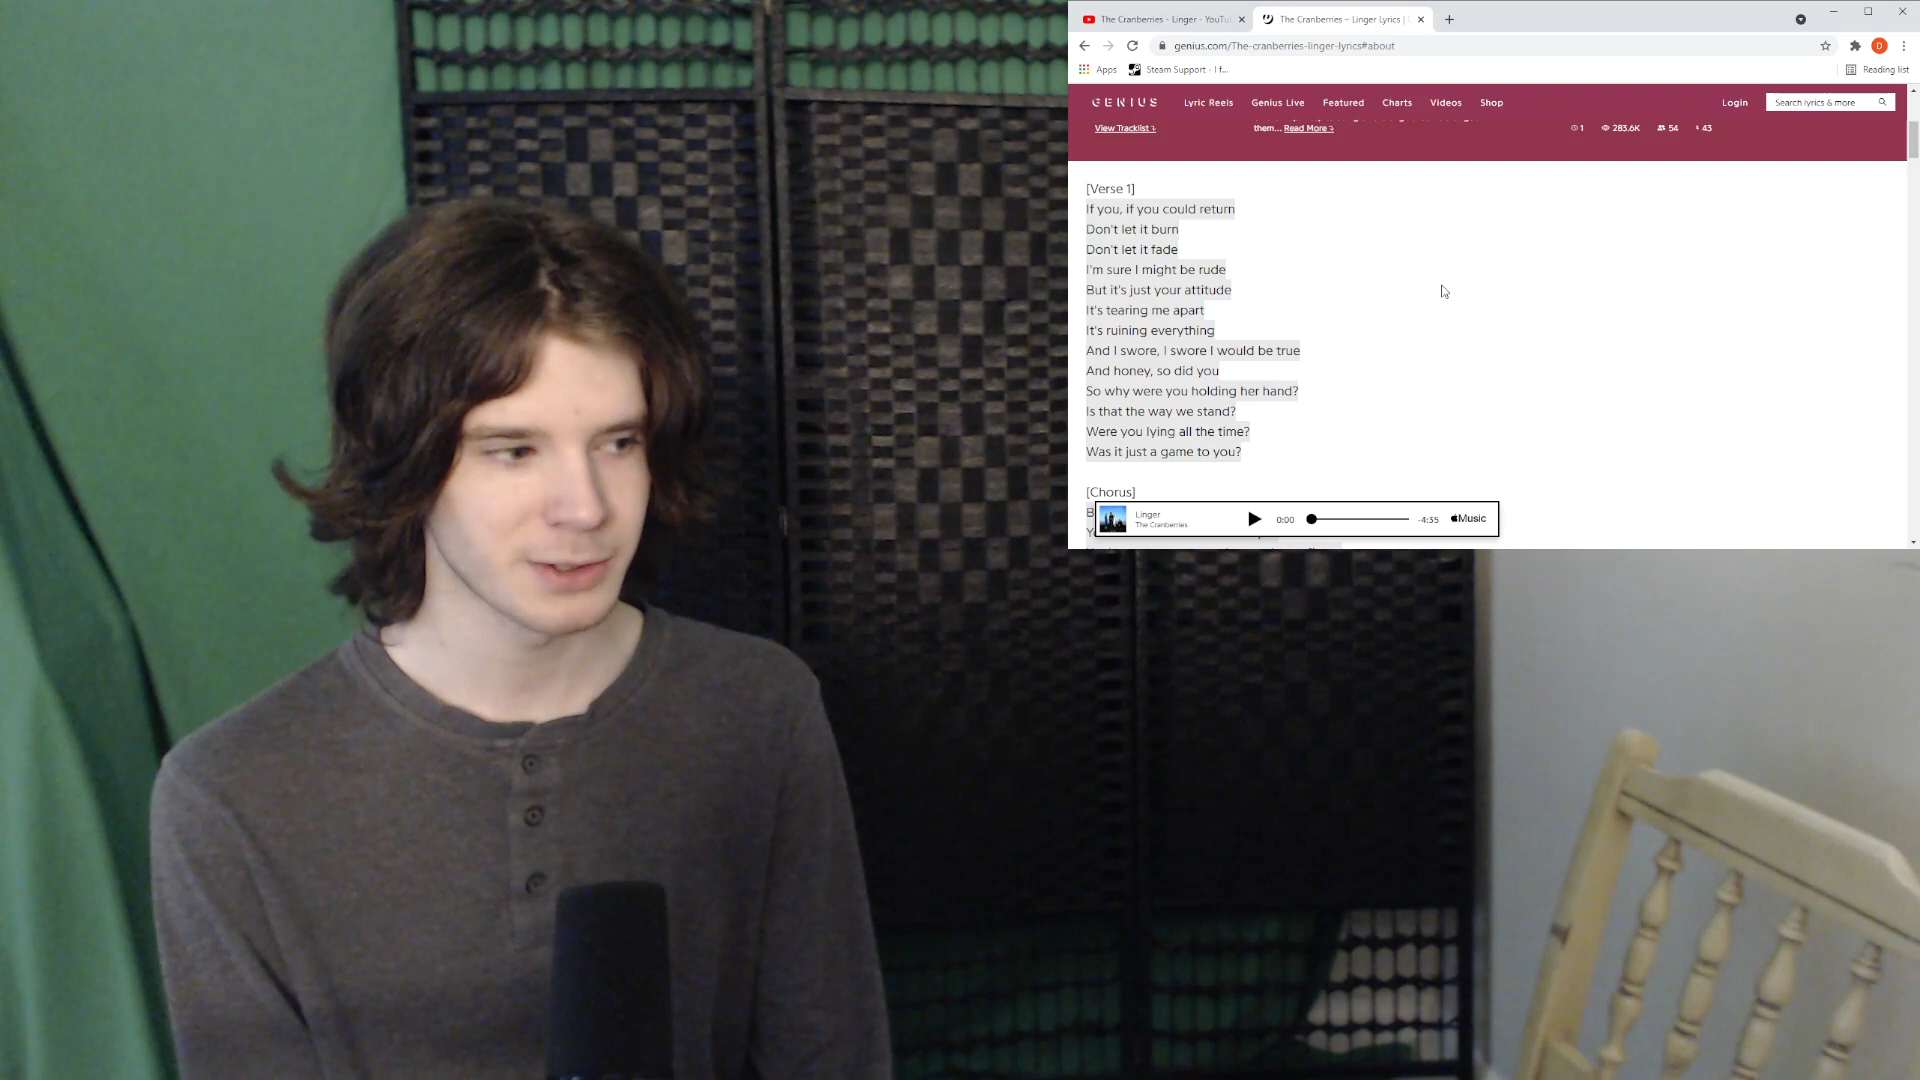 The Cranberries - Linger - YouTu
The Cranberries – Linger Lyrics |
genius.com/The-cranberries-linger-lyrics#about
D
Apps
Steam Support - I f...
Reading list
GENIUS
Lyric Reels
Genius Live
Featured
Charts
Videos
Shop
Login
Search lyrics & more
View Tracklist
them... Read More
1
283.6K
54
43
[Verse 1]
If you, if you could return
Don't let it burn
Don't let it fade
I'm sure I might be rude
But it's just your attitude
It's tearing me apart
It's ruining everything
And I swore, I swore I would be true
And honey, so did you
So why were you holding her hand?
Is that the way we stand?
Were you lying all the time?
Was it just a game to you?
[Chorus]
Linger
The Cranberries
0:00
-4:35
Music